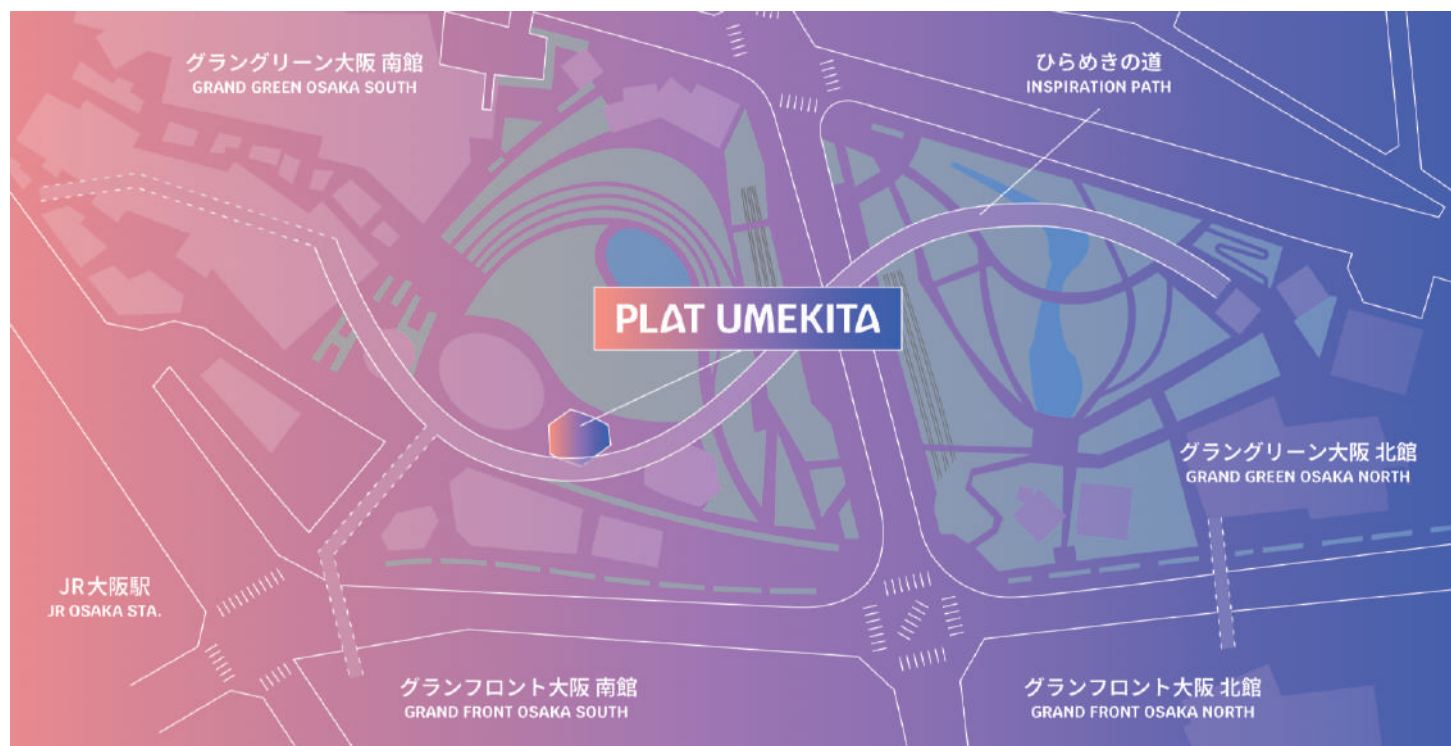 グラングリーン大阪 南館
GRAND GREEN OSAKA SOUTH
ひらめきの道
INSPIRATION PATH
PLAT UMEKITA
グラングリーン大阪 北館
GRAND GREEN OSAKA NORTH
JR大阪駅
JR OSAKA STA.
グランフロント大阪 南館
GRAND FRONT OSAKA SOUTH
グランフロント大阪 北館
GRAND FRONT OSAKA NORTH